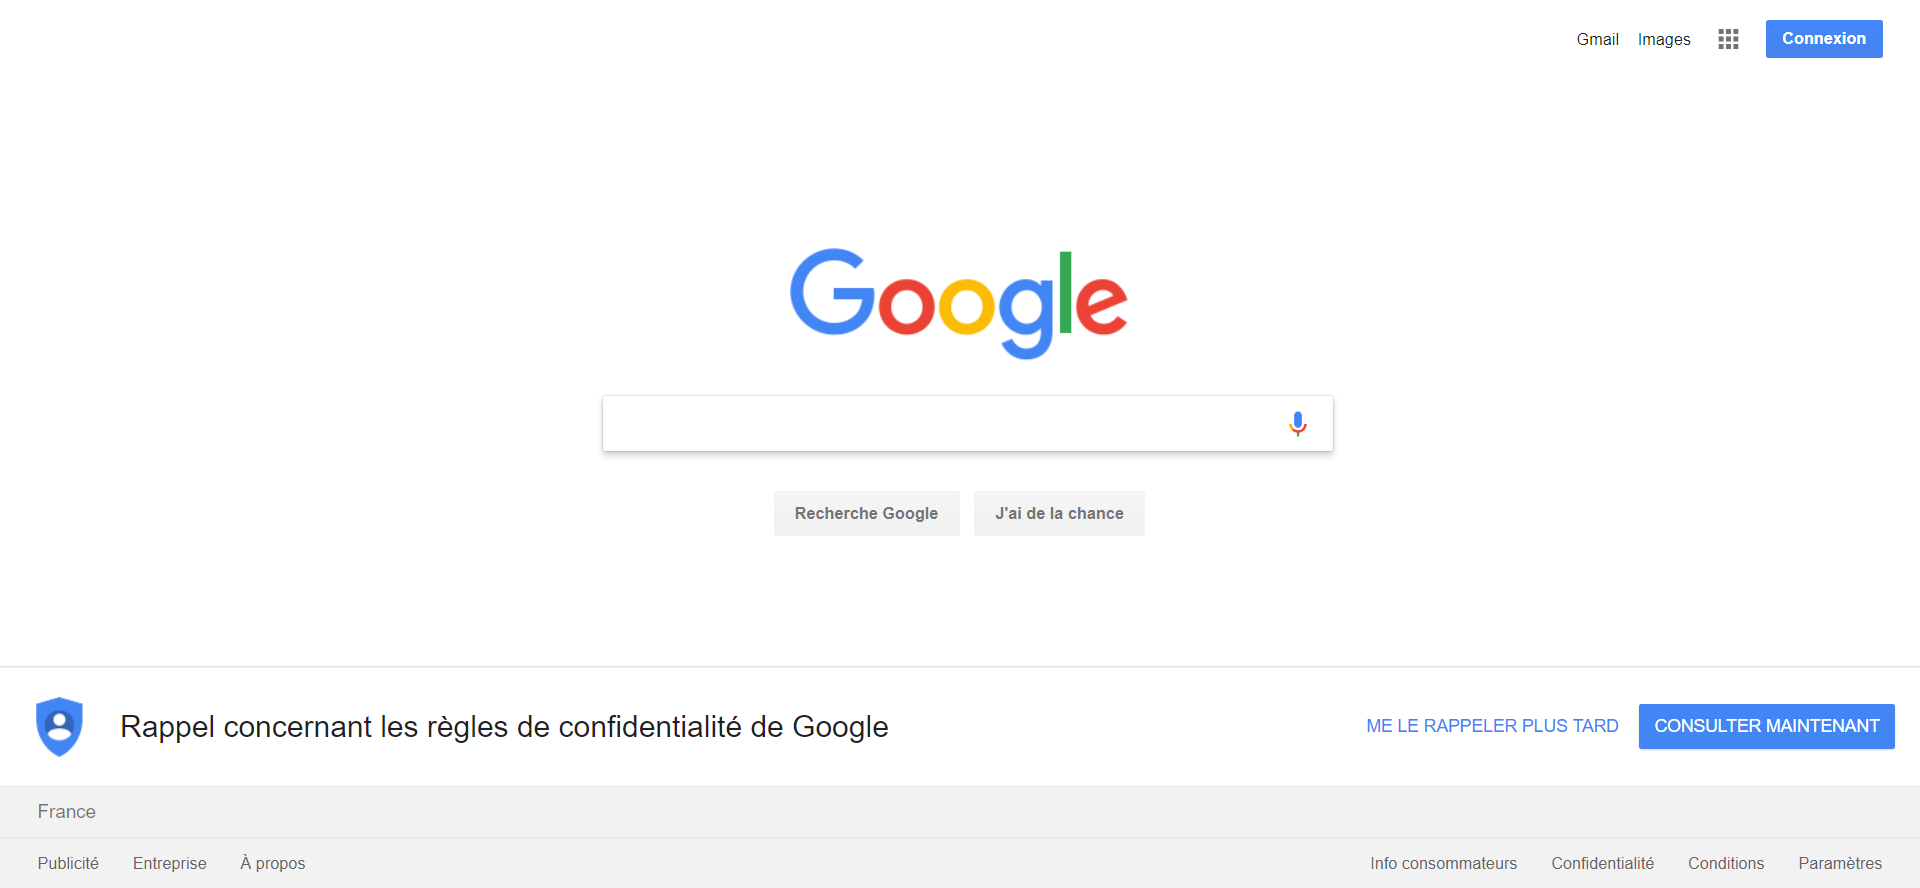 Gmail Images Connexion
Google
Recherche Google J'ai de la chance
Rappel concernant les règles de confidentialité de Google ME LE RAPPELER PLUS TARD CONSULTER MAINTENANT
France
Publicité Entreprise À propos Info consommateurs Confidentialité Conditions Paramètres